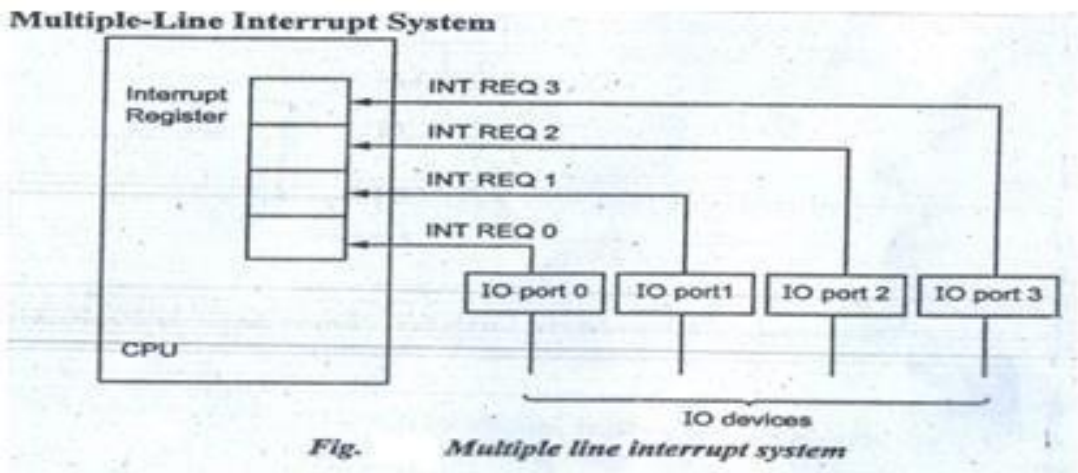 Multiple-Line Interrupt System
Interrupt
Register
INT REQ 3
INT REQ 2
INT REQ 1
INT REQ 0
IO port 0
IO port1
IO port 2
IO port 3
CPU
IO devices
Fig. Multiple line interrupt system